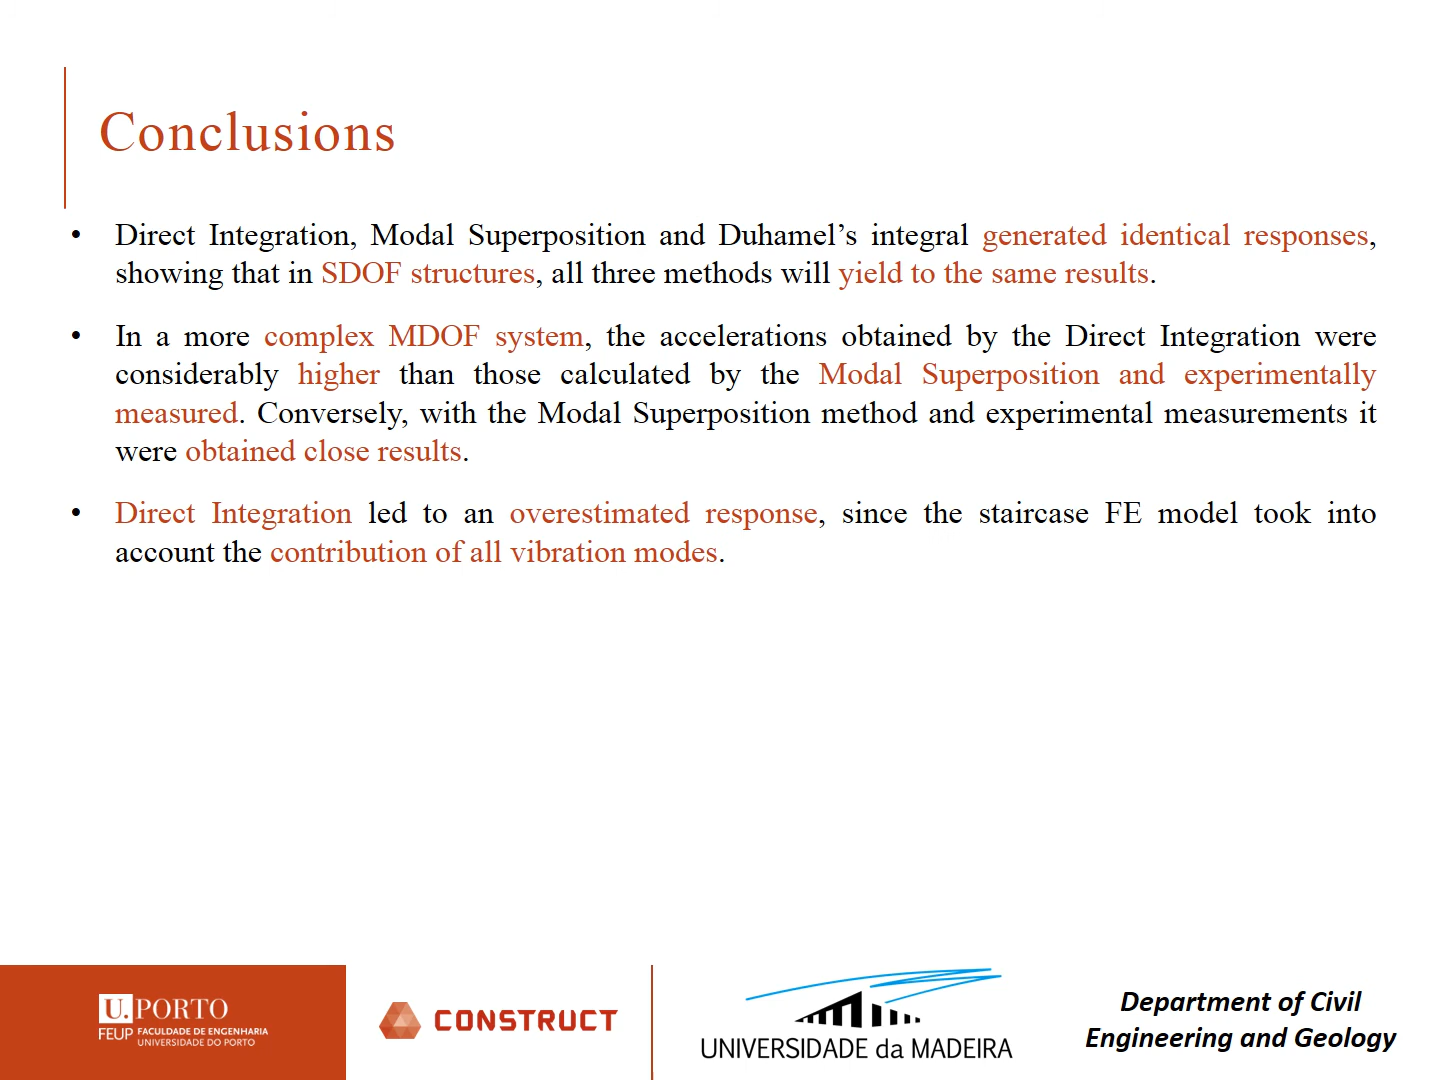 Conclusions
• Direct Integration, Modal Superposition and Duhamel’s integral generated identical responses,
showing that in SDOF structures, all three methods will yield to the same results.
• In a more complex MDOF system, the accelerations obtained by the Direct Integration were
considerably higher than those calculated by the Modal Superposition and experimentally
measured. Conversely, with the Modal Superposition method and experimental measurements it
were obtained close results.
• Direct Integration led to an overestimated response, since the staircase FE model took into
account the contribution of all vibration modes.
U.PORTO
FEUP FACULDADE DE ENGENHARIA
UNIVERSIDADE DO PORTO
CONSTRUCT
UNIVERSIDADE da MADEIRA
Department of Civil
Engineering and Geology